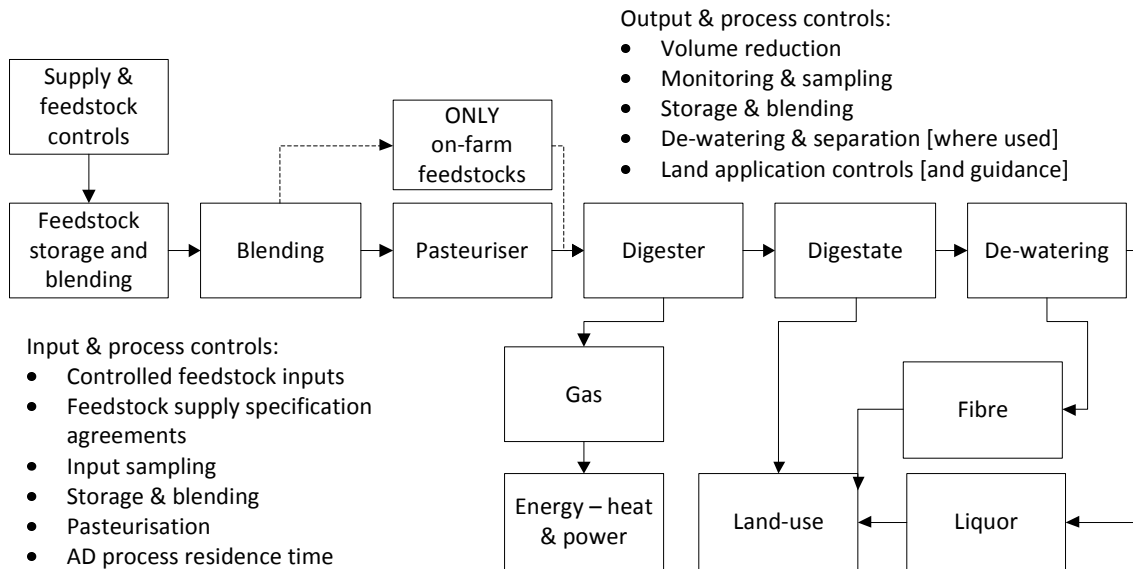 Output & process controls:
• Volume reduction
• Monitoring & sampling
• Storage & blending
• De-watering & separation [where used]
• Land application controls [and guidance]
Supply &
feedstock
controls
ONLY
on-farm
feedstocks
Feedstock
storage and
blending
Blending
Pasteuriser
Digester
Digestate
De-watering
Input & process controls:
• Controlled feedstock inputs
• Feedstock supply specification
agreements
• Input sampling
• Storage & blending
• Pasteurisation
• AD process residence time
Gas
Fibre
Energy – heat
& power
Land-use
Liquor